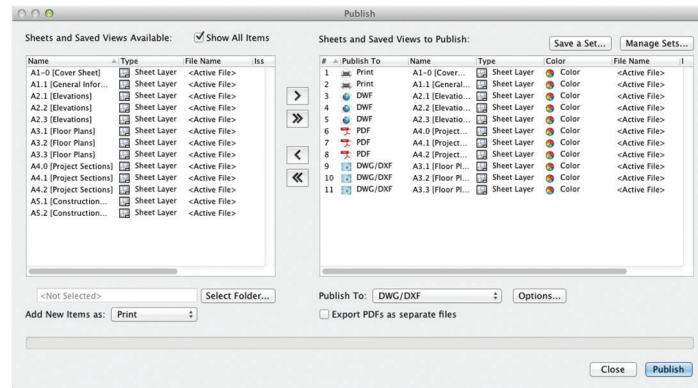 Publish
Sheets and Saved Views Available:
Show All Items
Name Type File Name Iss
A1-0 [Cover Sheet] Sheet Layer <Active File>
A1.1 [General Infor... Sheet Layer <Active File>
A2.1 [Elevations] Sheet Layer <Active File>
A2.2 [Elevations] Sheet Layer <Active File>
A2.3 [Elevations] Sheet Layer <Active File>
A3.1 [Floor Plans] Sheet Layer <Active File>
A3.2 [Floor Plans] Sheet Layer <Active File>
A3.3 [Floor Plans] Sheet Layer <Active File>
A4.0 [Project Sections] Sheet Layer <Active File>
A4.1 [Project Sections] Sheet Layer <Active File>
A4.2 [Project Sections] Sheet Layer <Active File>
A5.1 [Construction... Sheet Layer <Active File>
A5.2 [Construction... Sheet Layer <Active File>
<Not Selected>
Select Folder...
Add New Items as: Print
Sheets and Saved Views to Publish:
Save a Set...
Manage Sets...
# Publish To Name Type Color File Name I
1 Print A1-0 [Cover... Sheet Layer Color <Active File>
2 Print A1.1 [General... Sheet Layer Color <Active File>
3 DWF A2.1 [Elevatio... Sheet Layer Color <Active File>
4 DWF A2.2 [Elevatio... Sheet Layer Color <Active File>
5 DWF A2.3 [Elevatio... Sheet Layer Color <Active File>
6 PDF A4.0 [Project... Sheet Layer Color <Active File>
7 PDF A4.1 [Project... Sheet Layer Color <Active File>
8 PDF A4.2 [Project... Sheet Layer Color <Active File>
9 DWG/DXF A3.1 [Floor Pl... Sheet Layer Color <Active File>
10 DWG/DXF A3.2 [Floor Pl... Sheet Layer Color <Active File>
11 DWG/DXF A3.3 [Floor Pl... Sheet Layer Color <Active File>
Publish To: DWG/DXF
Options...
Export PDFs as separate files
Close
Publish